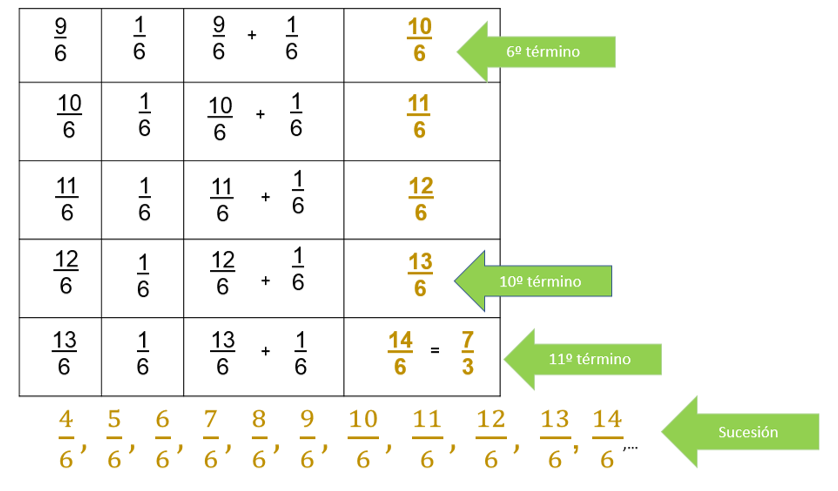 9/6 1/6 9/6 + 1/6 10/6 6º término
10/6 1/6 10/6 + 1/6 11/6
11/6 1/6 11/6 + 1/6 12/6
12/6 1/6 12/6 + 1/6 13/6 10º término
13/6 1/6 13/6 + 1/6 14/6 = 7/3 11º término
4/6, 5/6, 6/6, 7/6, 8/6, 9/6, 10/6, 11/6, 12/6, 13/6, 14/6,... Sucesión